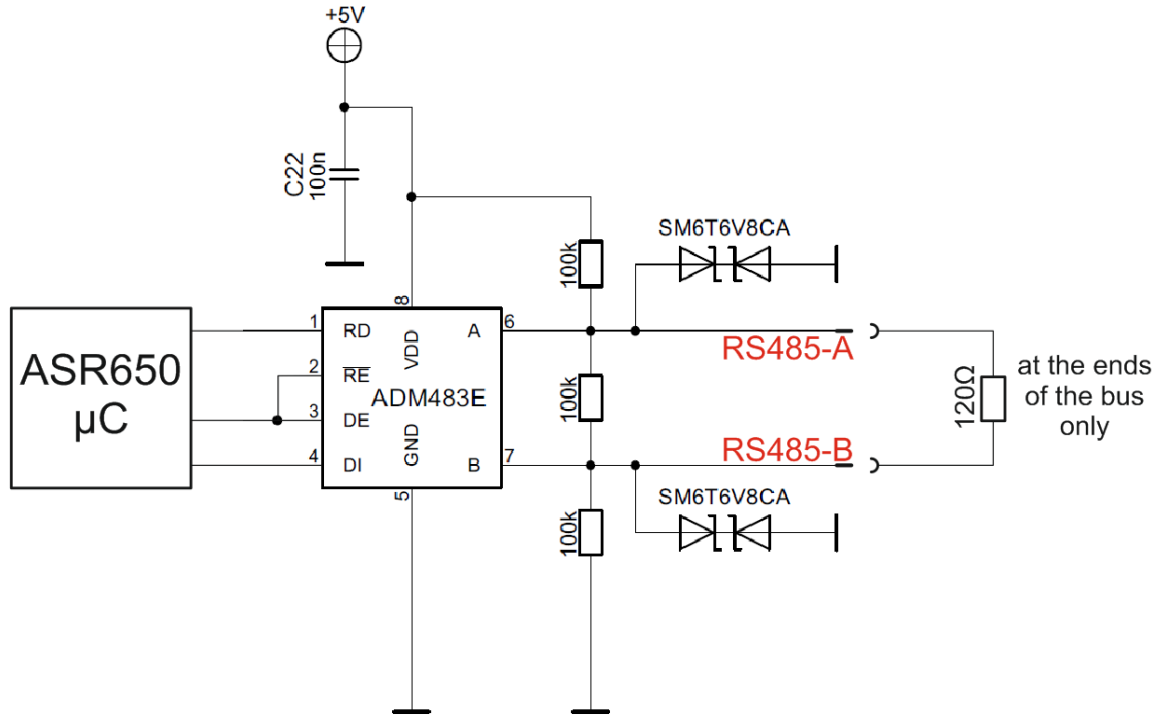 +5V
C22
100n
SM6T6V8CA
100k
8
ASR650
µC
1
RD
VDD
A
6
RS485-A
2
RE
ADM483E
100k
120Ω
at the ends
of the bus
only
3
DE
GND
4
DI
B
7
RS485-B
5
SM6T6V8CA
100k